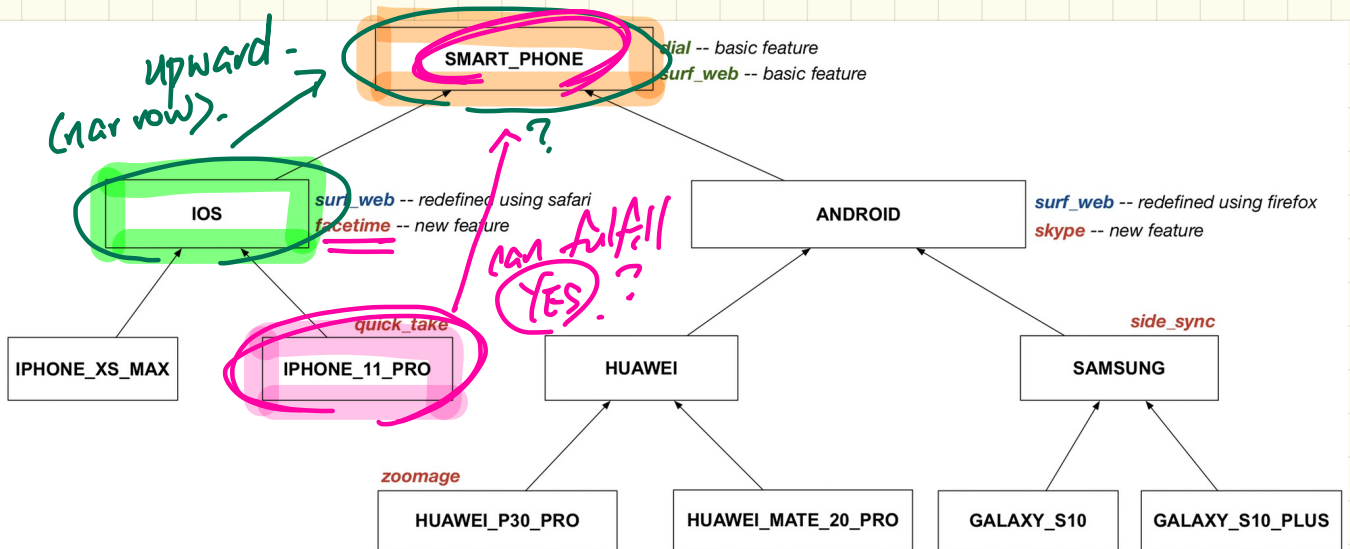 upward -
(narrow).
SMART_PHONE
dial -- basic feature
surf_web -- basic feature
?
IOS
surf_web -- redefined using safari
facetime -- new feature
ANDROID
surf_web -- redefined using firefox
skype -- new feature
can fulfill
YES ?
quick_take
side_sync
IPHONE_XS_MAX
IPHONE_11_PRO
HUAWEI
SAMSUNG
zoomage
HUAWEI_P30_PRO
HUAWEI_MATE_20_PRO
GALAXY_S10
GALAXY_S10_PLUS